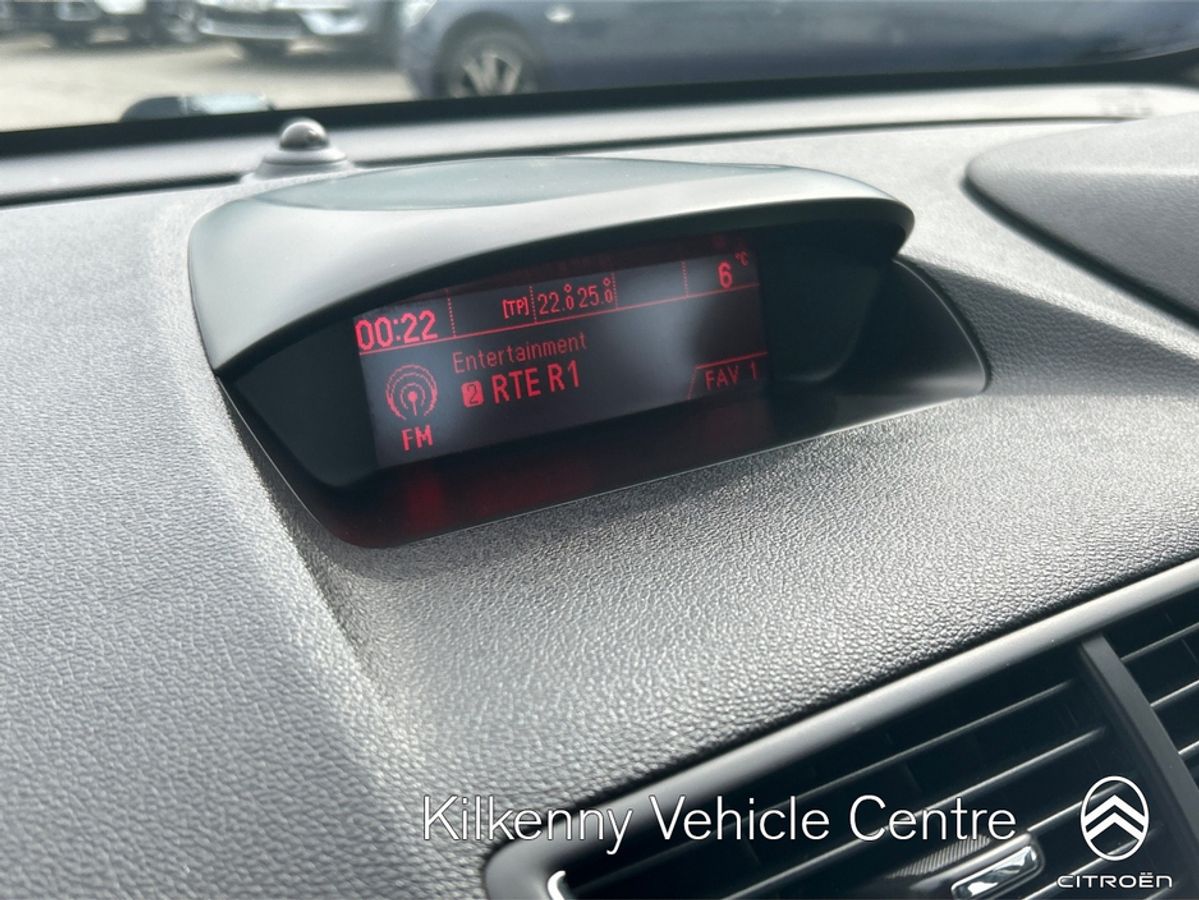 00:22 [TP] 22.0° 25.0° 6°C
Entertainment
2 RTE R1
FM
FAV 1
Kilkenny Vehicle Centre
CITROËN